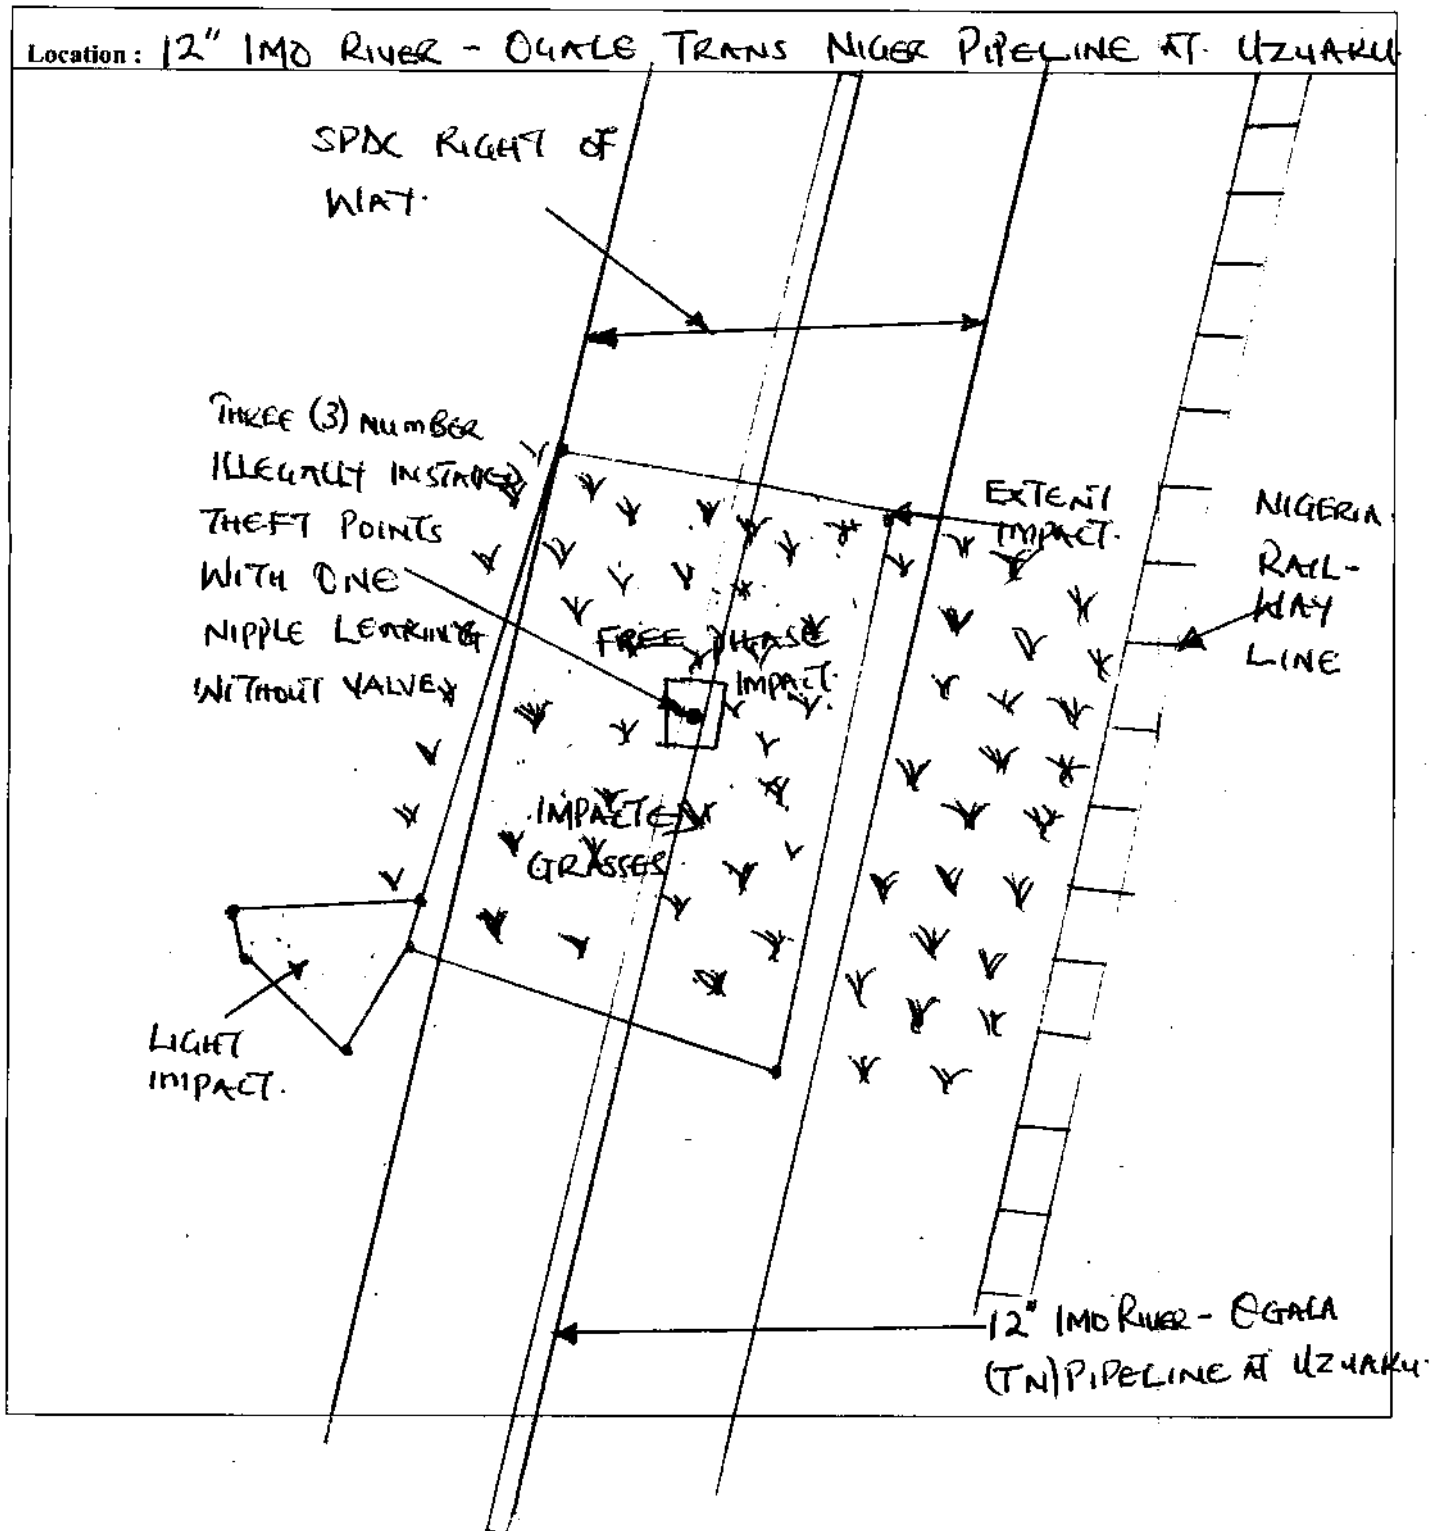 Location : 12" IMO RIVER - OGALE TRANS NIGER PIPELINE AT UZUAKU.
SPDC RIGHT OF
WAY.
THREE (3) NUMBER
ILLEGALLY INSTALLED
THEFT POINTS
WITH ONE
NIPPLE LEAKING
WITHOUT VALVE
EXTENT
IMPACT.
NIGERIA
RAIL-
WAY
LINE
FREE PHASE
IMPACT.
IMPACTED
GRASSES
LIGHT
IMPACT.
12" IMO RIVER - OGALA
(TN) PIPELINE AT UZUAKU.